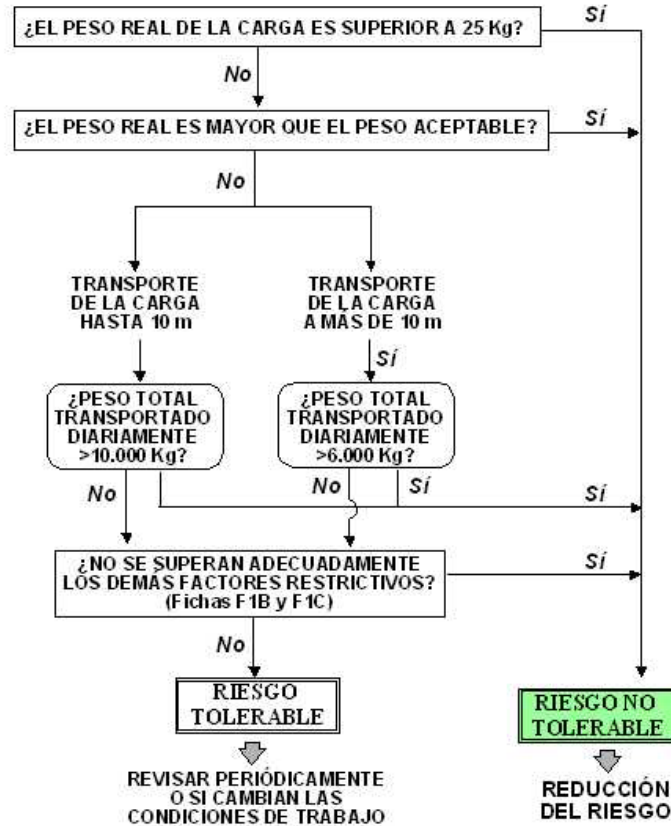 ¿EL PESO REAL DE LA CARGA ES SUPERIOR A 25 Kg?
Sí
No
¿EL PESO REAL ES MAYOR QUE EL PESO ACEPTABLE?
Sí
No
TRANSPORTE
DE LA CARGA
HASTA 10 m
TRANSPORTE
DE LA CARGA
A MÁS DE 10 m
Sí
¿PESO TOTAL
TRANSPORTADO
DIARIAMENTE
>10.000 Kg?
¿PESO TOTAL
TRANSPORTADO
DIARIAMENTE
>6.000 Kg?
No
No
Sí
Sí
¿NO SE SUPERAN ADECUADAMENTE
LOS DEMÁS FACTORES RESTRICTIVOS?
(Fichas F1B y F1C)
Sí
No
RIESGO
TOLERABLE
RIESGO NO
TOLERABLE
REVISAR PERIÓDICAMENTE
O SI CAMBIAN LAS
CONDICIONES DE TRABAJO
REDUCCIÓN
DEL RIESGO